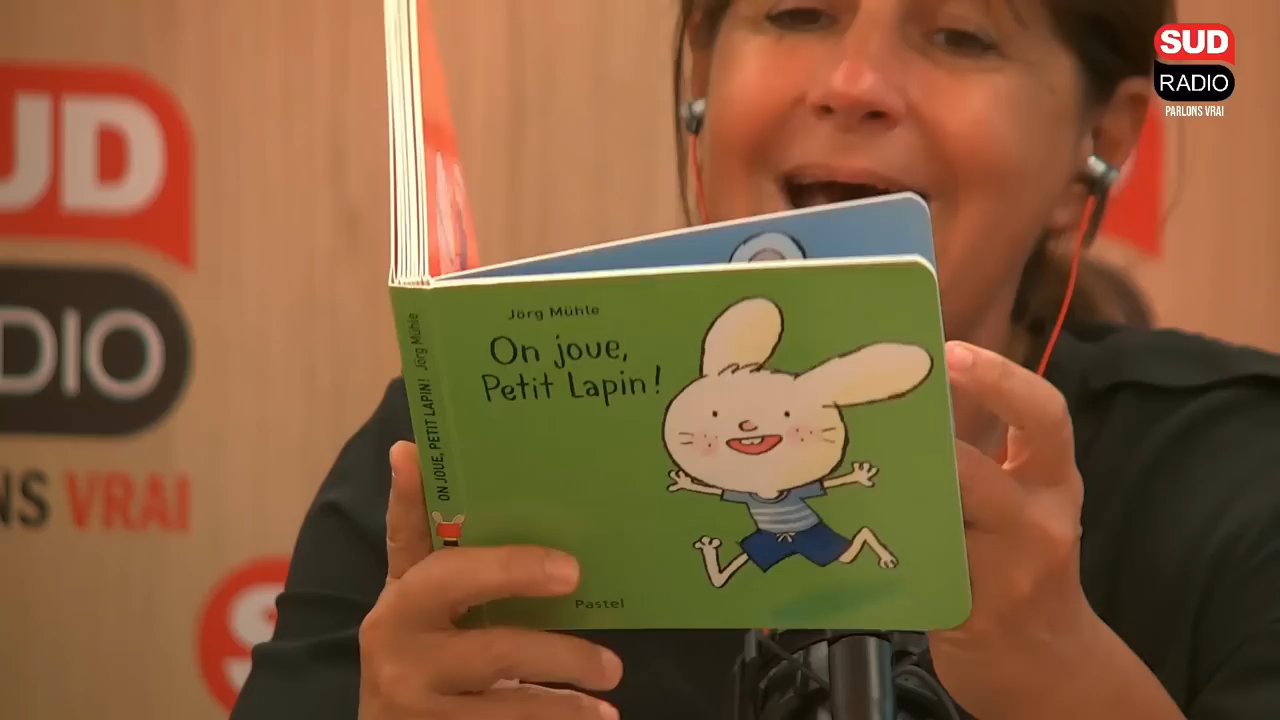 SUD
RADIO
PARLONS VRAI
UD
DIO
NS VRAI
S
Jörg Mühle
On joue,
Petit Lapin!
Pastel
ON JOUE, PETIT LAPIN! Jörg Mühle